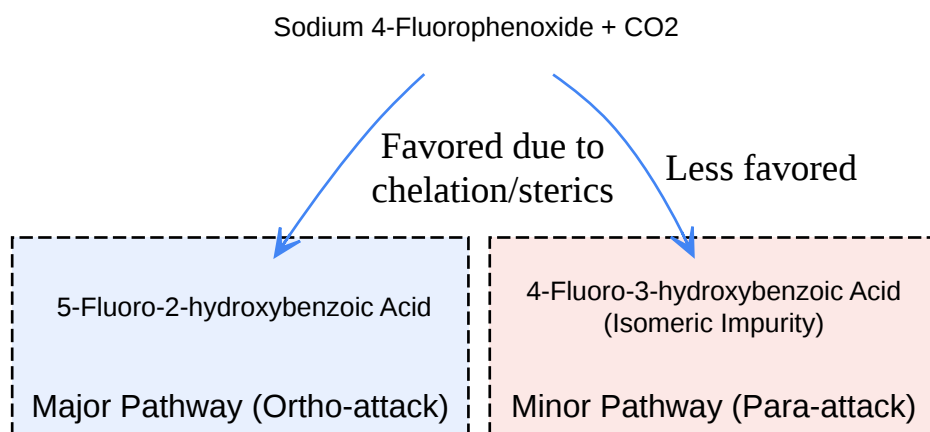 Sodium 4-Fluorophenoxide + CO2
Favored due to
chelation/sterics
Less favored
5-Fluoro-2-hydroxybenzoic Acid
4-Fluoro-3-hydroxybenzoic Acid
(Isomeric Impurity)
Major Pathway (Ortho-attack)
Minor Pathway (Para-attack)